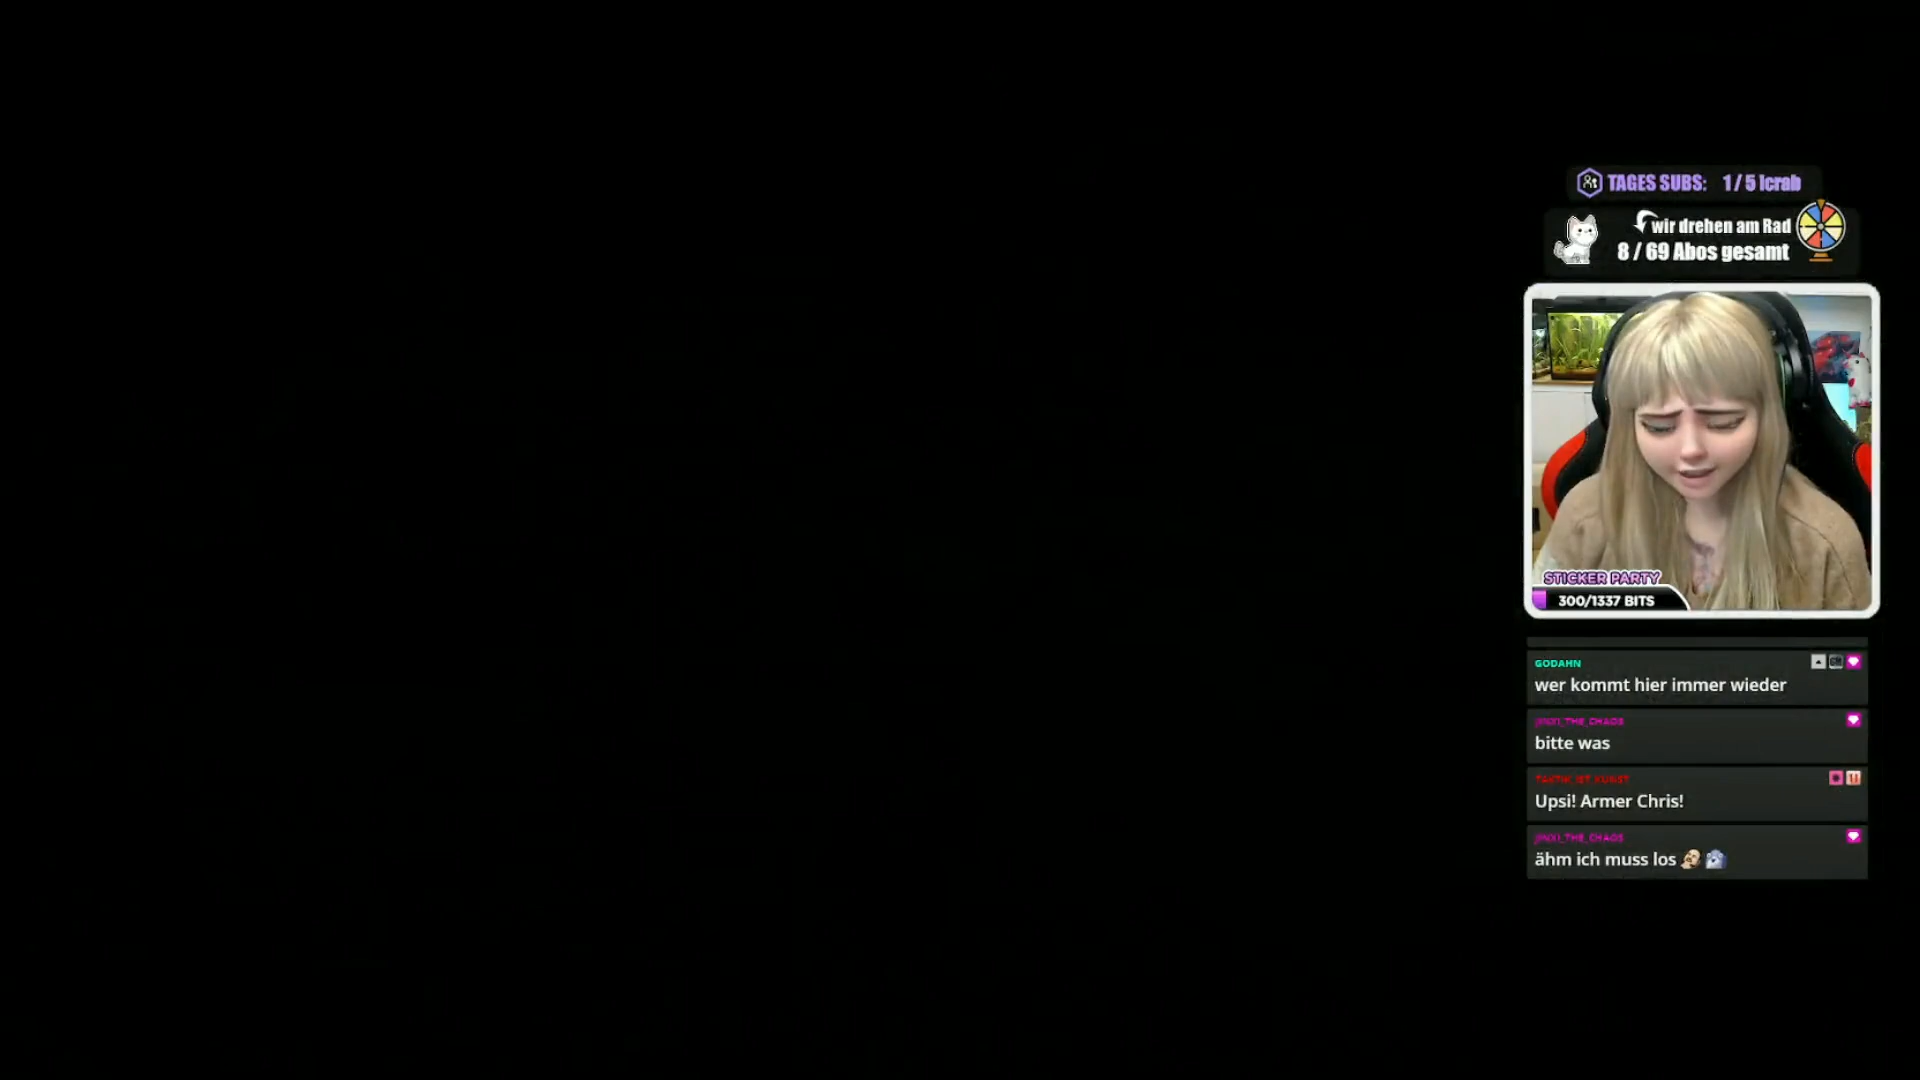 TAGES SUBS: 1 / 5 lcrab
wir drehen am Rad
8 / 69 Abos gesamt
STICKER PARTY
300/1337 BITS
GODAHN
wer kommt hier immer wieder
bitte was
TAKTIK_IST_KUNST
Upsi! Armer Chris!
ähm ich muss los